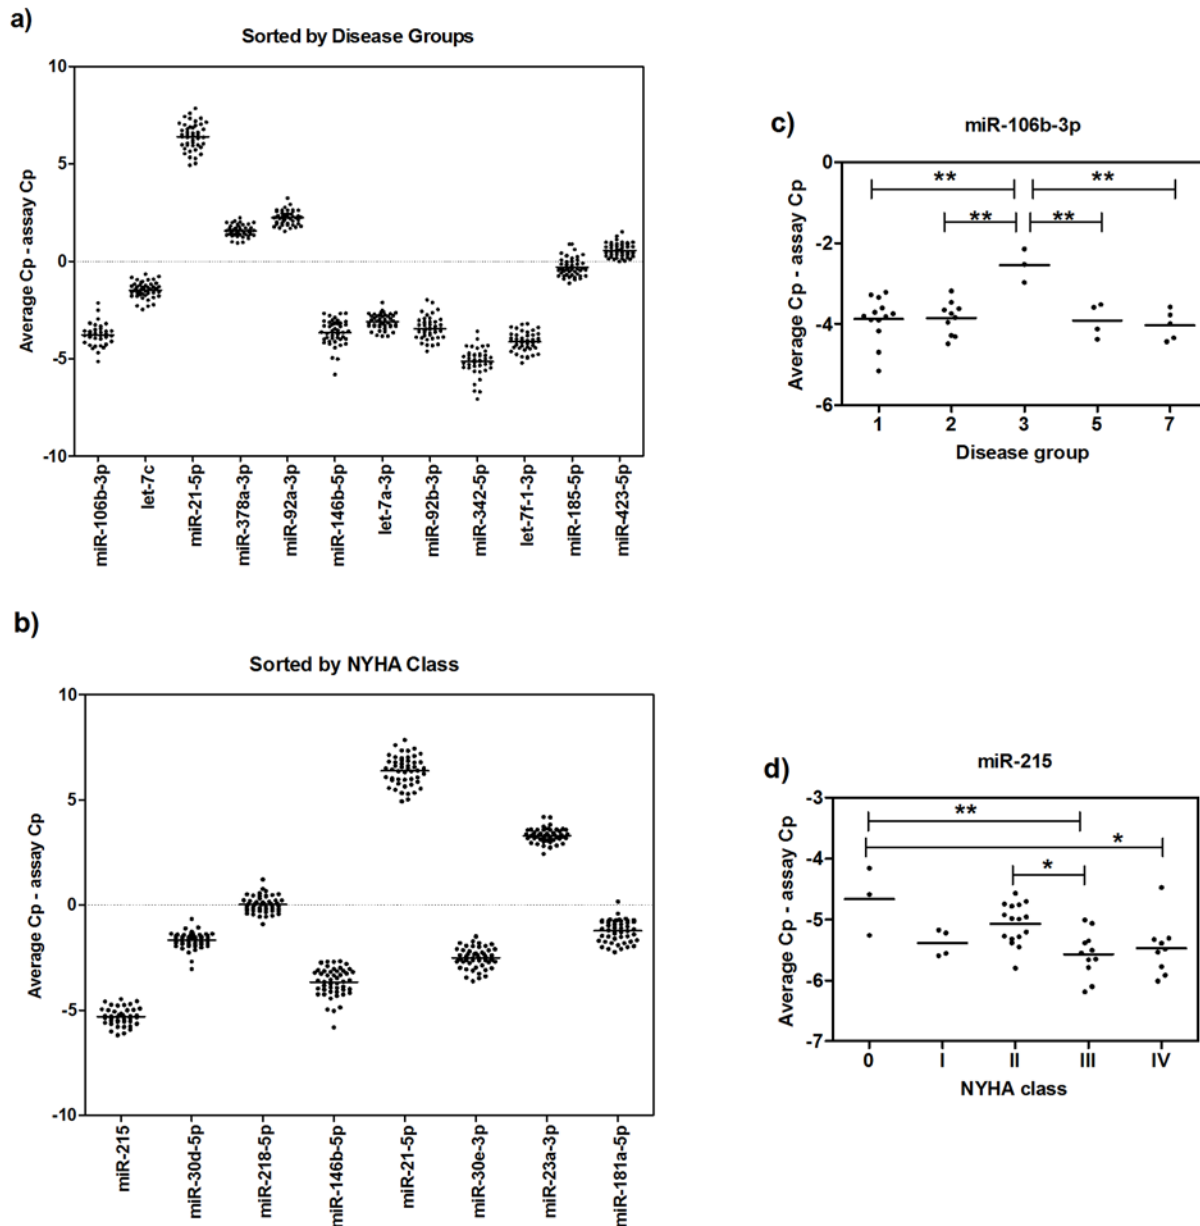 a)
Sorted by Disease Groups
Average Cp - assay Cp
10
5
0
-5
-10
miR-106b-3p
let-7c
miR-21-5p
miR-378a-3p
miR-92a-3p
miR-146b-5p
let-7a-3p
miR-92b-3p
miR-342-5p
let-7f-1-3p
miR-185-5p
miR-423-5p
b)
Sorted by NYHA Class
Average Cp - assay Cp
10
5
0
-5
-10
miR-215
miR-30d-5p
miR-218-5p
miR-146b-5p
miR-21-5p
miR-30e-3p
miR-23a-3p
miR-181a-5p
c)
miR-106b-3p
Average Cp - assay Cp
0
-2
-4
-6
** **
** **
1 2 3 5 7
Disease group
d)
miR-215
Average Cp - assay Cp
-3
-4
-5
-6
-7
**
*
*
0 I II III IV
NYHA class